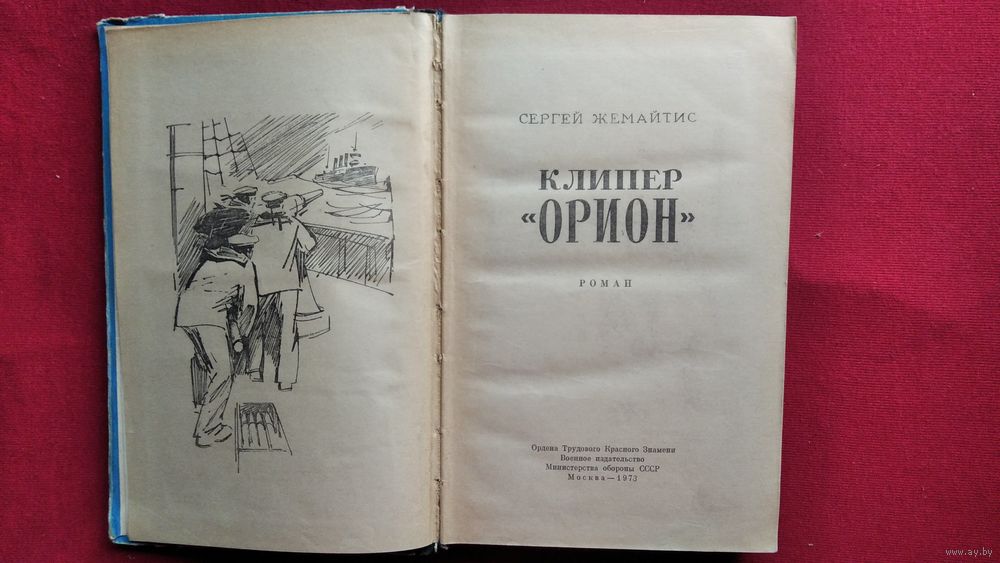 СЕРГЕЙ ЖЕМАЙТИС
КЛИПЕР
«ОРИОН»
РОМАН
Ордена Трудового Красного Знамени
Военное издательство
Министерства обороны СССР
Москва—1973
www.ay.by